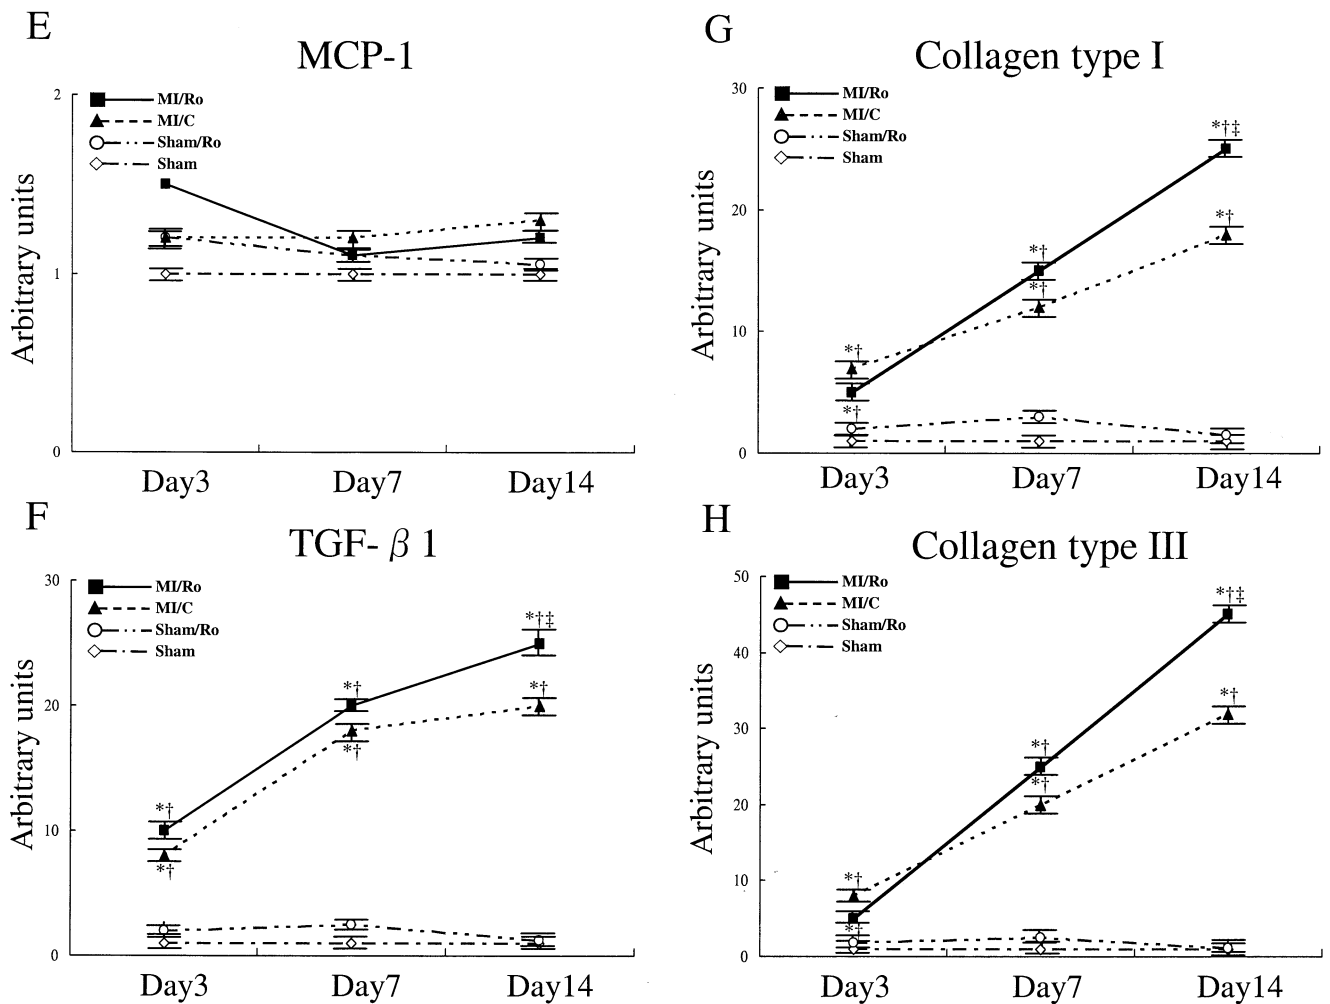 E
MCP-1
Arbitrary units
2
1
0
MI/Ro
MI/C
Sham/Ro
Sham
Day3 Day7 Day14
G
Collagen type I
Arbitrary units
30
20
10
0
MI/Ro
MI/C
Sham/Ro
Sham
*†‡
*†
*†
*†
*†
*†
Day3 Day7 Day14
F
TGF- β 1
Arbitrary units
30
20
10
0
MI/Ro
MI/C
Sham/Ro
Sham
*†‡
*†
*†
*†
*†
*†
Day3 Day7 Day14
H
Collagen type III
Arbitrary units
50
40
30
20
10
0
MI/Ro
MI/C
Sham/Ro
Sham
*†‡
*†
*†
*†
*†
*†
Day3 Day7 Day14